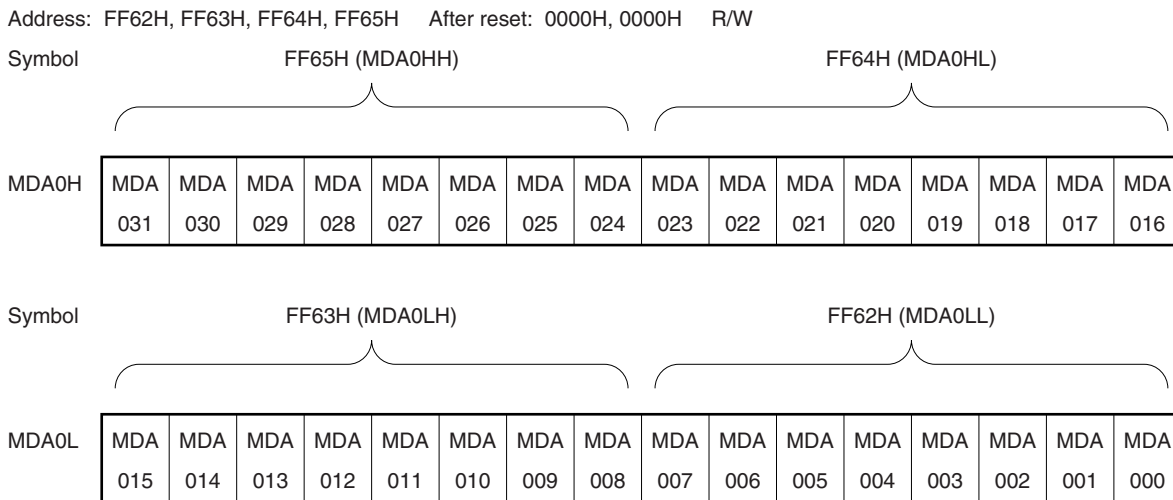 Address: FF62H, FF63H, FF64H, FF65H After reset: 0000H, 0000H R/W
Symbol FF65H (MDA0HH) FF64H (MDA0HL)
MDA0H MDA MDA MDA MDA MDA MDA MDA MDA MDA MDA MDA MDA MDA MDA MDA MDA
031 030 029 028 027 026 025 024 023 022 021 020 019 018 017 016
Symbol FF63H (MDA0LH) FF62H (MDA0LL)
MDA0L MDA MDA MDA MDA MDA MDA MDA MDA MDA MDA MDA MDA MDA MDA MDA MDA
015 014 013 012 011 010 009 008 007 006 005 004 003 002 001 000